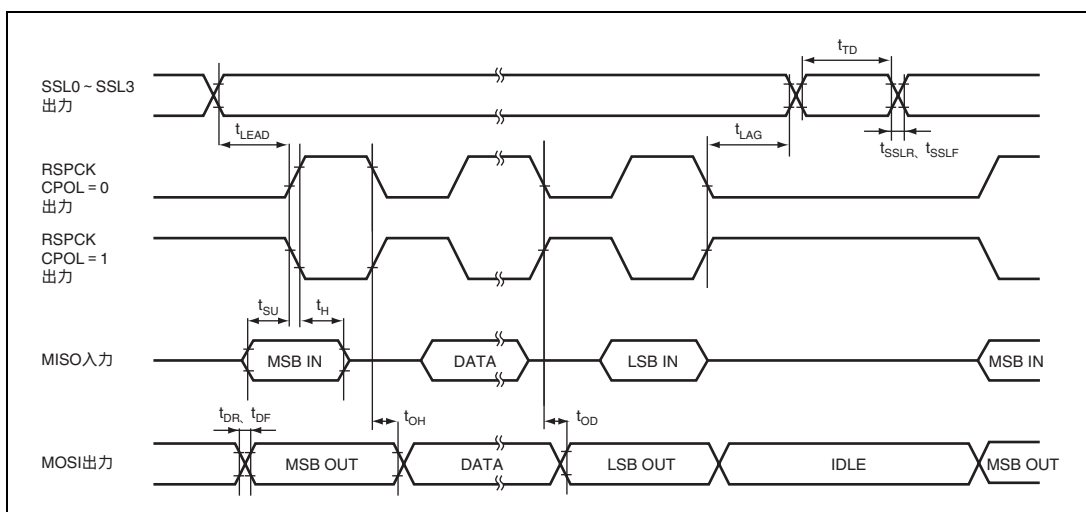 SSL0 ~ SSL3
出力
tTD
tLEAD
tLAG
tSSLR、tSSLF
RSPCK
CPOL = 0
出力
RSPCK
CPOL = 1
出力
tSU
tH
MISO入力
MSB IN
DATA
LSB IN
MSB IN
tDR、tDF
tOH
tOD
MOSI出力
MSB OUT
DATA
LSB OUT
IDLE
MSB OUT